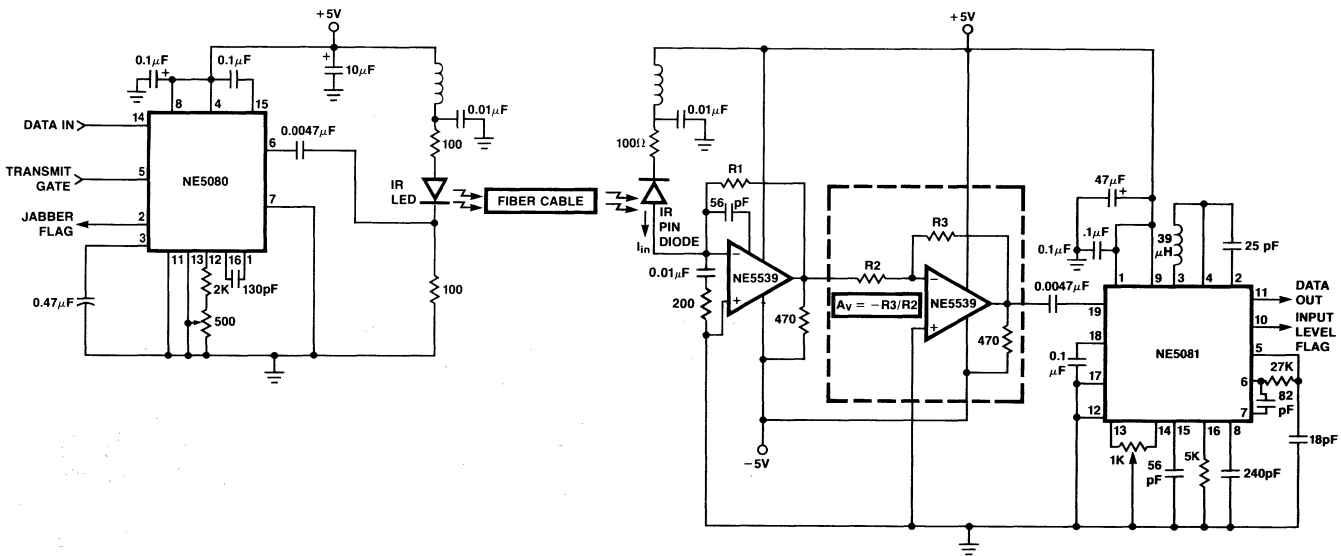 +5V
0.1μF
+
0.1μF
+
10μF
8
4
15
DATA IN
14
6
0.0047μF
0.01μF
100
TRANSMIT
GATE
5
NE5080
7
IR
LED
JABBER
FLAG
2
3
11
13
12
16
1
2K
130pF
0.47μF
500
100
FIBER CABLE
+5V
0.01μF
100Ω
IR
PIN
DIODE
Iin
R1
56 pF
−
+
NE5539
0.01μF
200
470
−5V
R2
R3
AV = −R3/R2
−
+
NE5539
470
0.0047μF
47μF
+
.1μF
0.1μF
39
μH
25 pF
1
9
3
4
2
19
11
DATA
OUT
10
INPUT
LEVEL
FLAG
18
5
NE5081
0.1
μF
17
6
27K
82
pF
12
7
13
14
15
16
8
18pF
1K
56
pF
5K
240pF